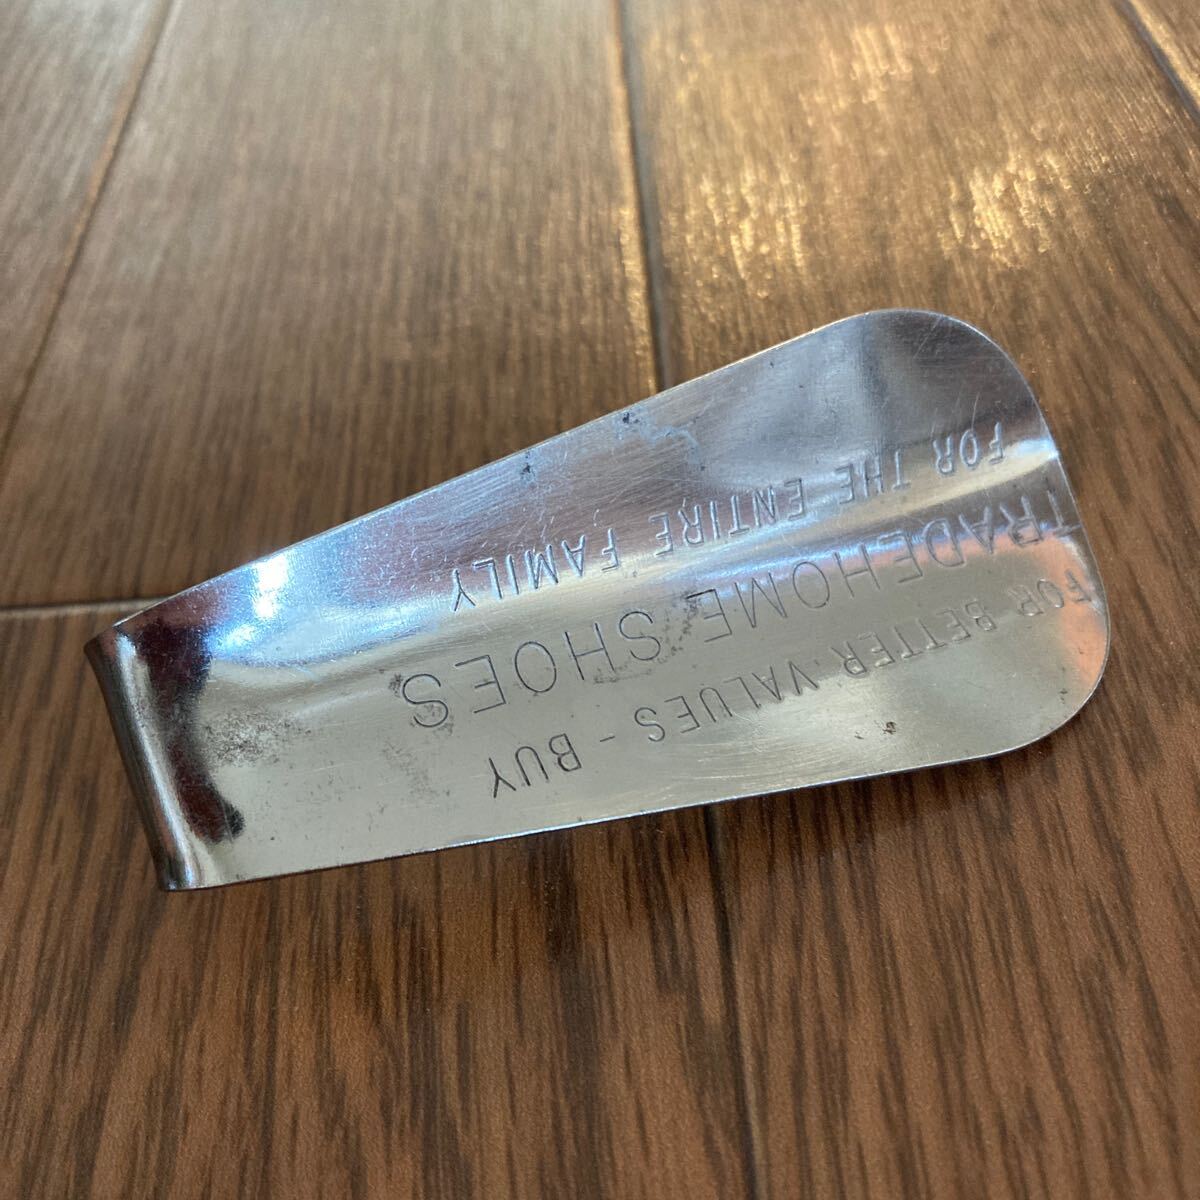 FOR BETTER VALUES - BUY
TRADEHOME SHOES
FOR THE ENTIRE FAMILY